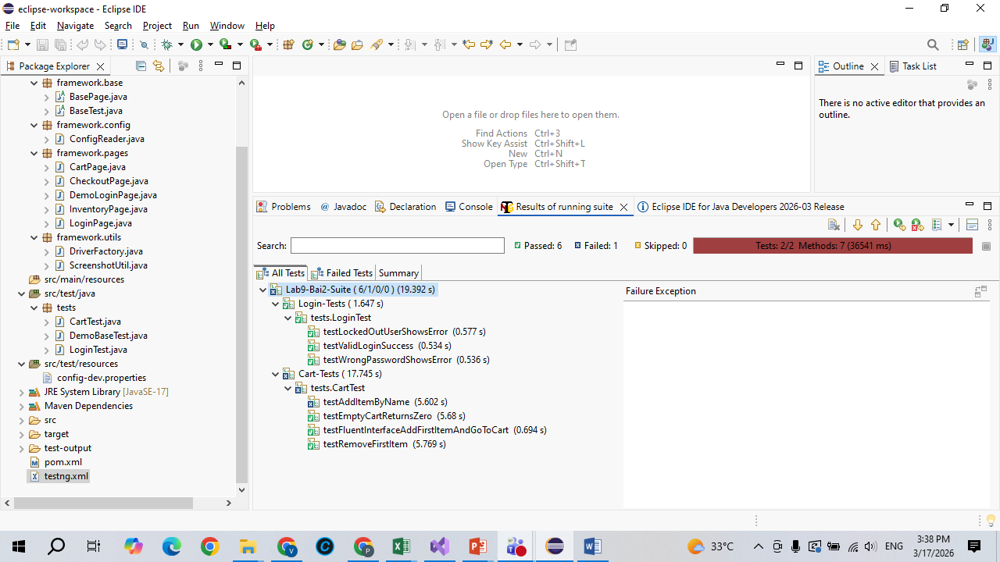 eclipse-workspace - Eclipse IDE
File Edit Navigate Search Project Run Window Help
Package Explorer
framework.base
BasePage.java
BaseTest.java
framework.config
ConfigReader.java
framework.pages
CartPage.java
CheckoutPage.java
DemoLoginPage.java
InventoryPage.java
LoginPage.java
framework.utils
DriverFactory.java
ScreenshotUtil.java
src/main/resources
src/test/java
tests
CartTest.java
DemoBaseTest.java
LoginTest.java
src/test/resources
config-dev.properties
JRE System Library [JavaSE-17]
Maven Dependencies
src
target
test-output
pom.xml
testng.xml
Open a file or drop files here to open them.
Find Actions Ctrl+3
Show Key Assist Ctrl+Shift+L
New Ctrl+N
Open Type Ctrl+Shift+T
Outline Task List
There is no active editor that provides an
outline.
Problems Javadoc Declaration Console Results of running suite Eclipse IDE for Java Developers 2026-03 Release
Search: Passed: 6 Failed: 1 Skipped: 0 Tests: 2/2 Methods: 7 (36541 ms)
All Tests Failed Tests Summary
Lab9-Bai2-Suite ( 6/1/0/0 ) (19.392 s)
Login-Tests ( 1.647 s)
tests.LoginTest
testLockedOutUserShowsError (0.577 s)
testValidLoginSuccess (0.534 s)
testWrongPasswordShowsError (0.536 s)
Cart-Tests ( 17.745 s)
tests.CartTest
testAddItemByName (5.602 s)
testEmptyCartReturnsZero (5.68 s)
testFluentInterfaceAddFirstItemAndGoToCart (0.694 s)
testRemoveFirstItem (5.769 s)
Failure Exception
33°C
ENG
3:38 PM
3/17/2026